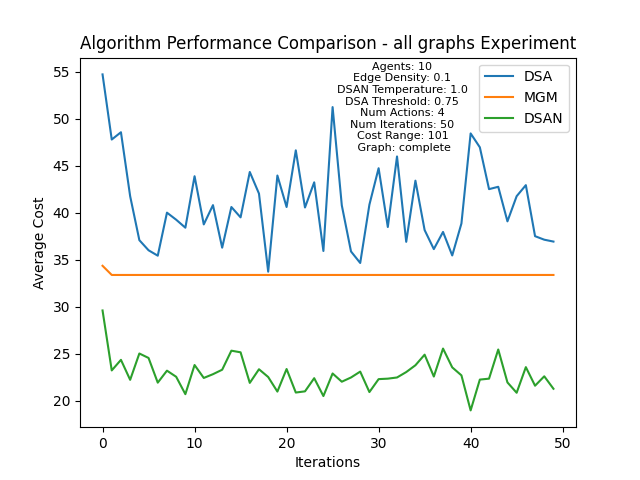 Algorithm Performance Comparison - all graphs Experiment
Agents: 10
Edge Density: 0.1
DSAN Temperature: 1.0
DSA Threshold: 0.75
Num Actions: 4
Num Iterations: 50
Cost Range: 101
Graph: complete
DSA
MGM
DSAN
Average Cost
55
50
45
40
35
30
25
20
0 10 20 30 40 50
Iterations